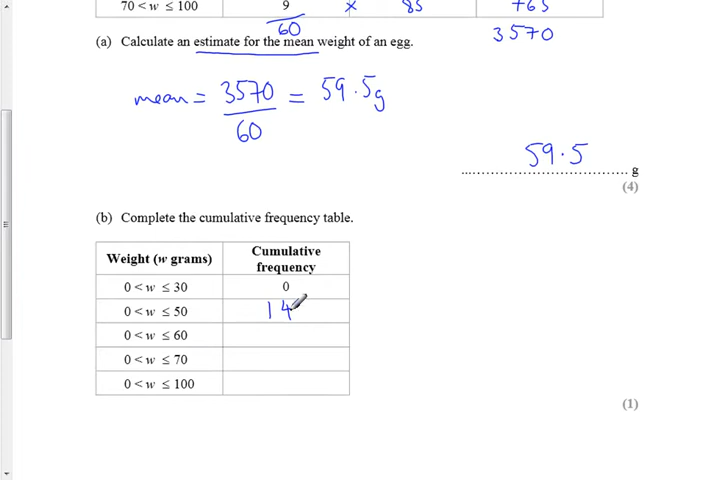 70 < w ≤ 100 9 x 85 765
60 3570
(a) Calculate an estimate for the mean weight of an egg.
mean = 3570/60 = 59.5g
59.5
g
(4)
(b) Complete the cumulative frequency table.
Weight (w grams) Cumulative frequency
0 < w ≤ 30 0
0 < w ≤ 50 14
0 < w ≤ 60
0 < w ≤ 70
0 < w ≤ 100
(1)